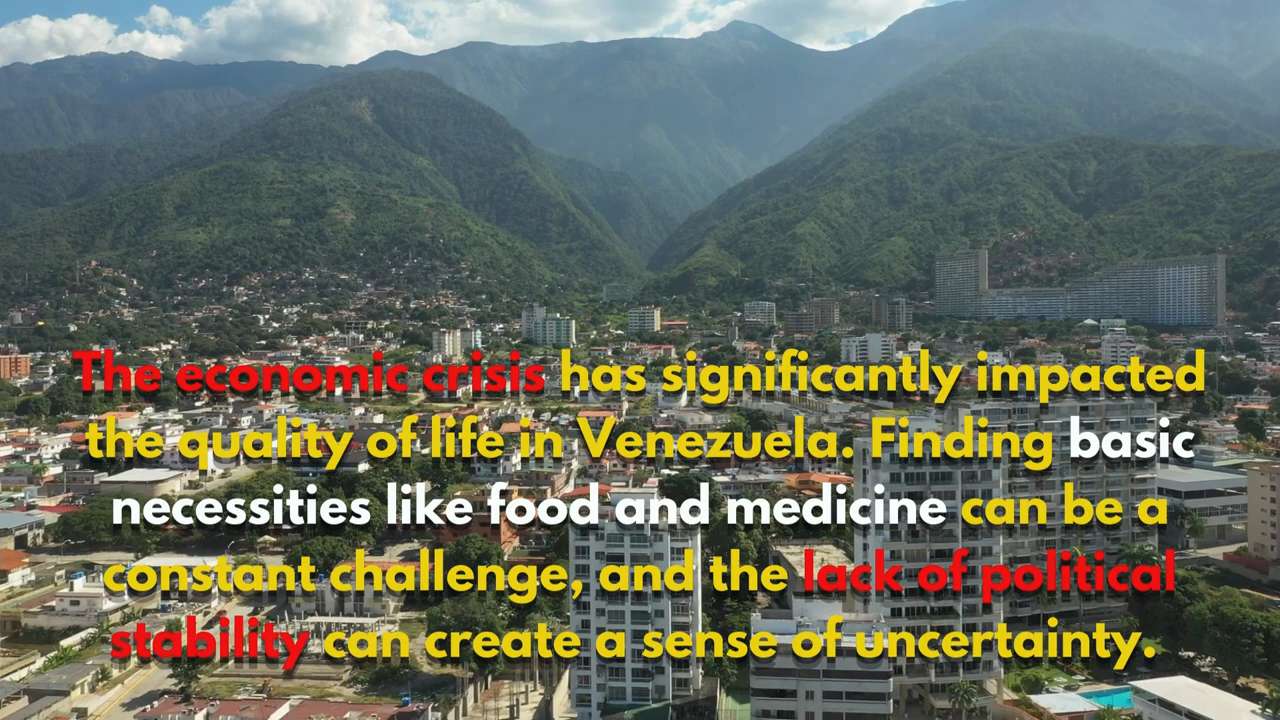 The economic crisis has significantly impacted
the quality of life in Venezuela. Finding basic
necessities like food and medicine can be a
constant challenge, and the lack of political
stability can create a sense of uncertainty.